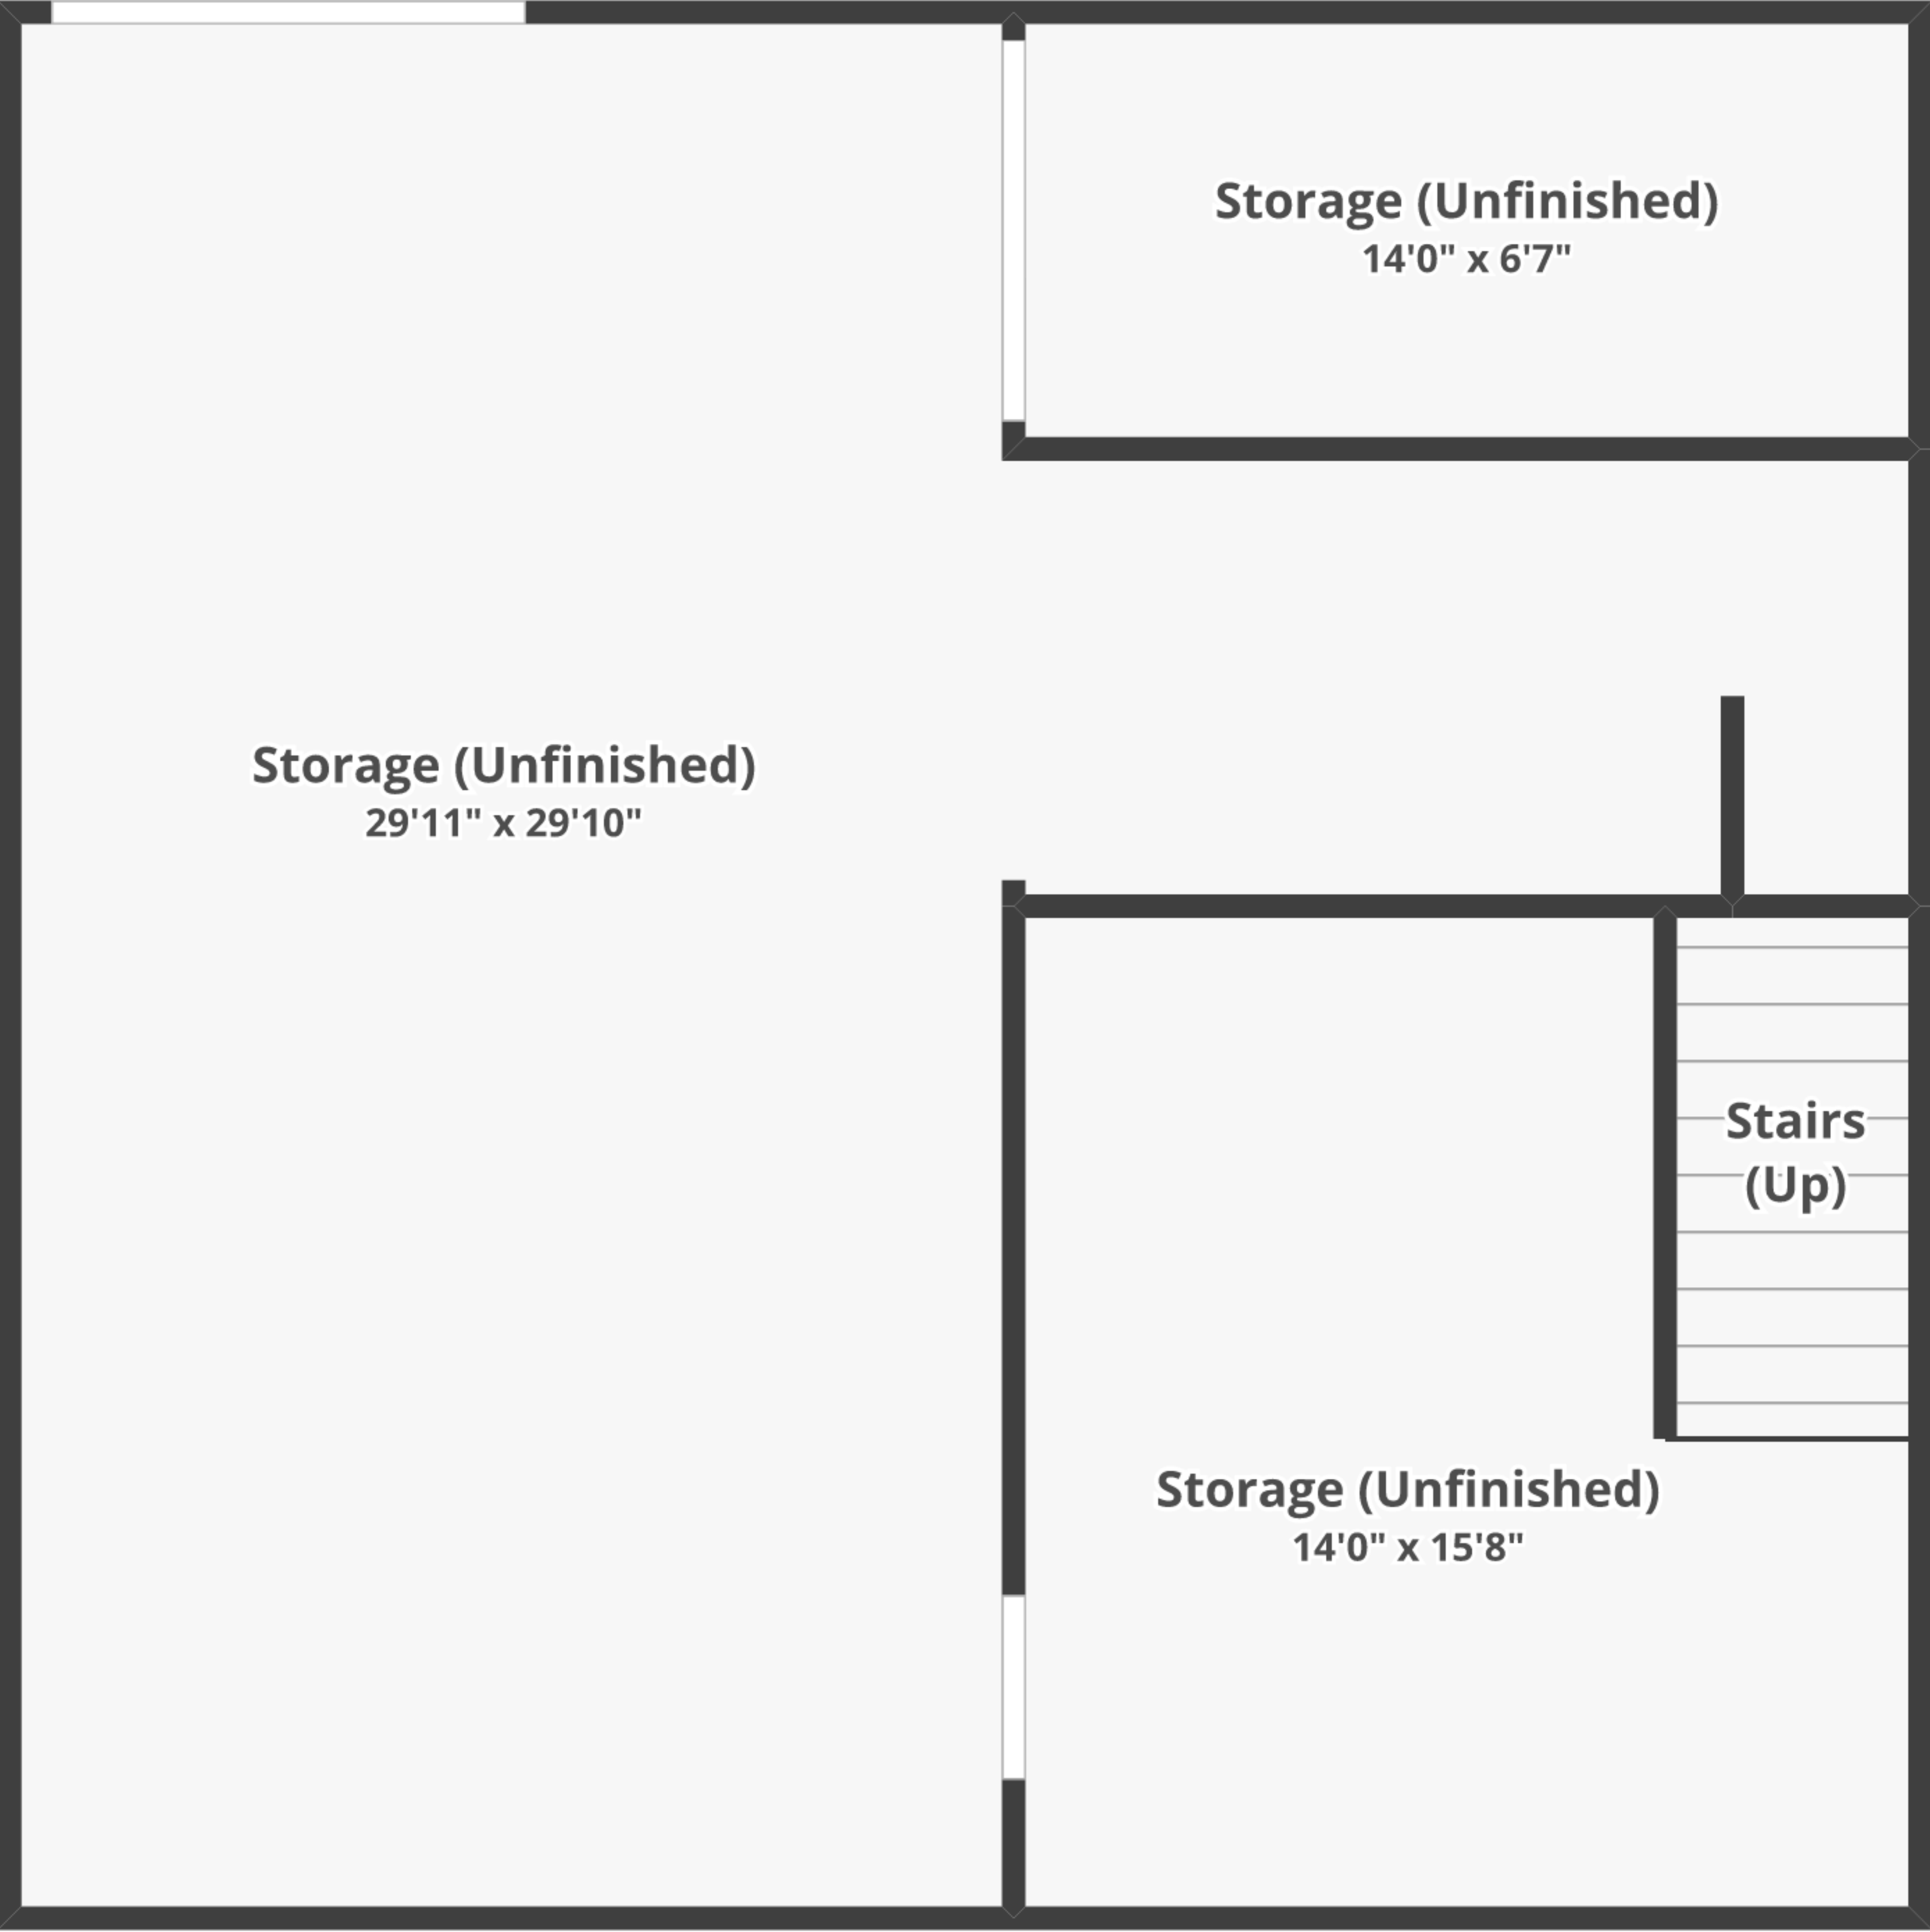 Storage (Unfinished)
14'0" x 6'7"
Storage (Unfinished)
29'11" x 29'10"
Stairs
(Up)
Storage (Unfinished)
14'0" x 15'8"